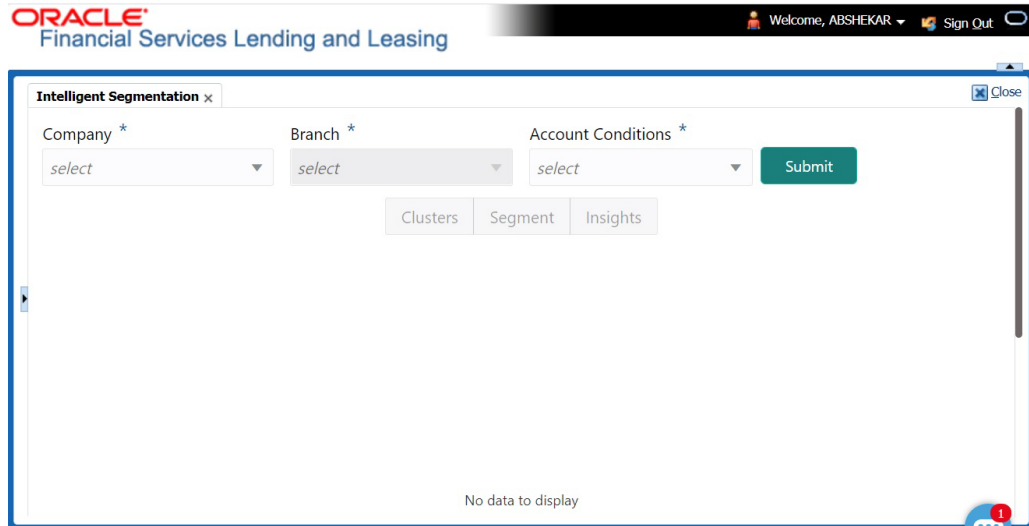 ORACLE®
Financial Services Lending and Leasing
Welcome, ABSHEKAR
Sign Out
Intelligent Segmentation ×
Close
Company *
Branch *
Account Conditions *
select
select
select
Submit
Clusters
Segment
Insights
No data to display
1